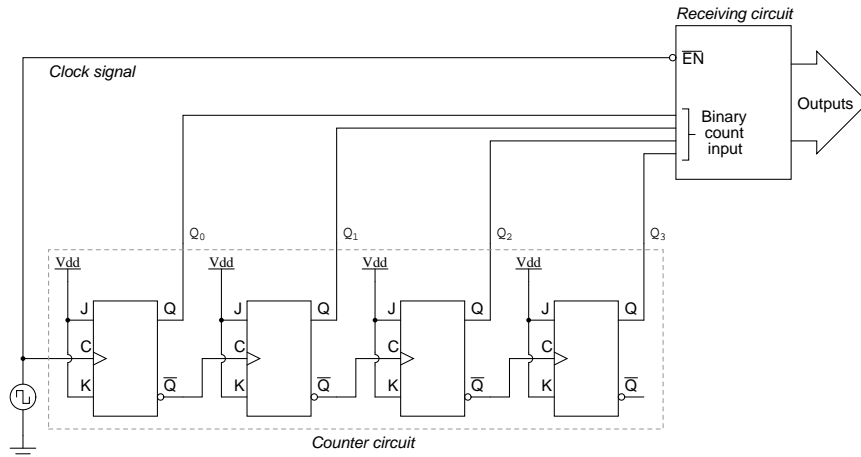 Receiving circuit
Clock signal
EN
Binary
count
input
Outputs
Q0 Q1 Q2 Q3
Vdd Vdd Vdd Vdd
J Q J Q J Q J Q
C C C C
K Q K Q K Q K Q
Counter circuit